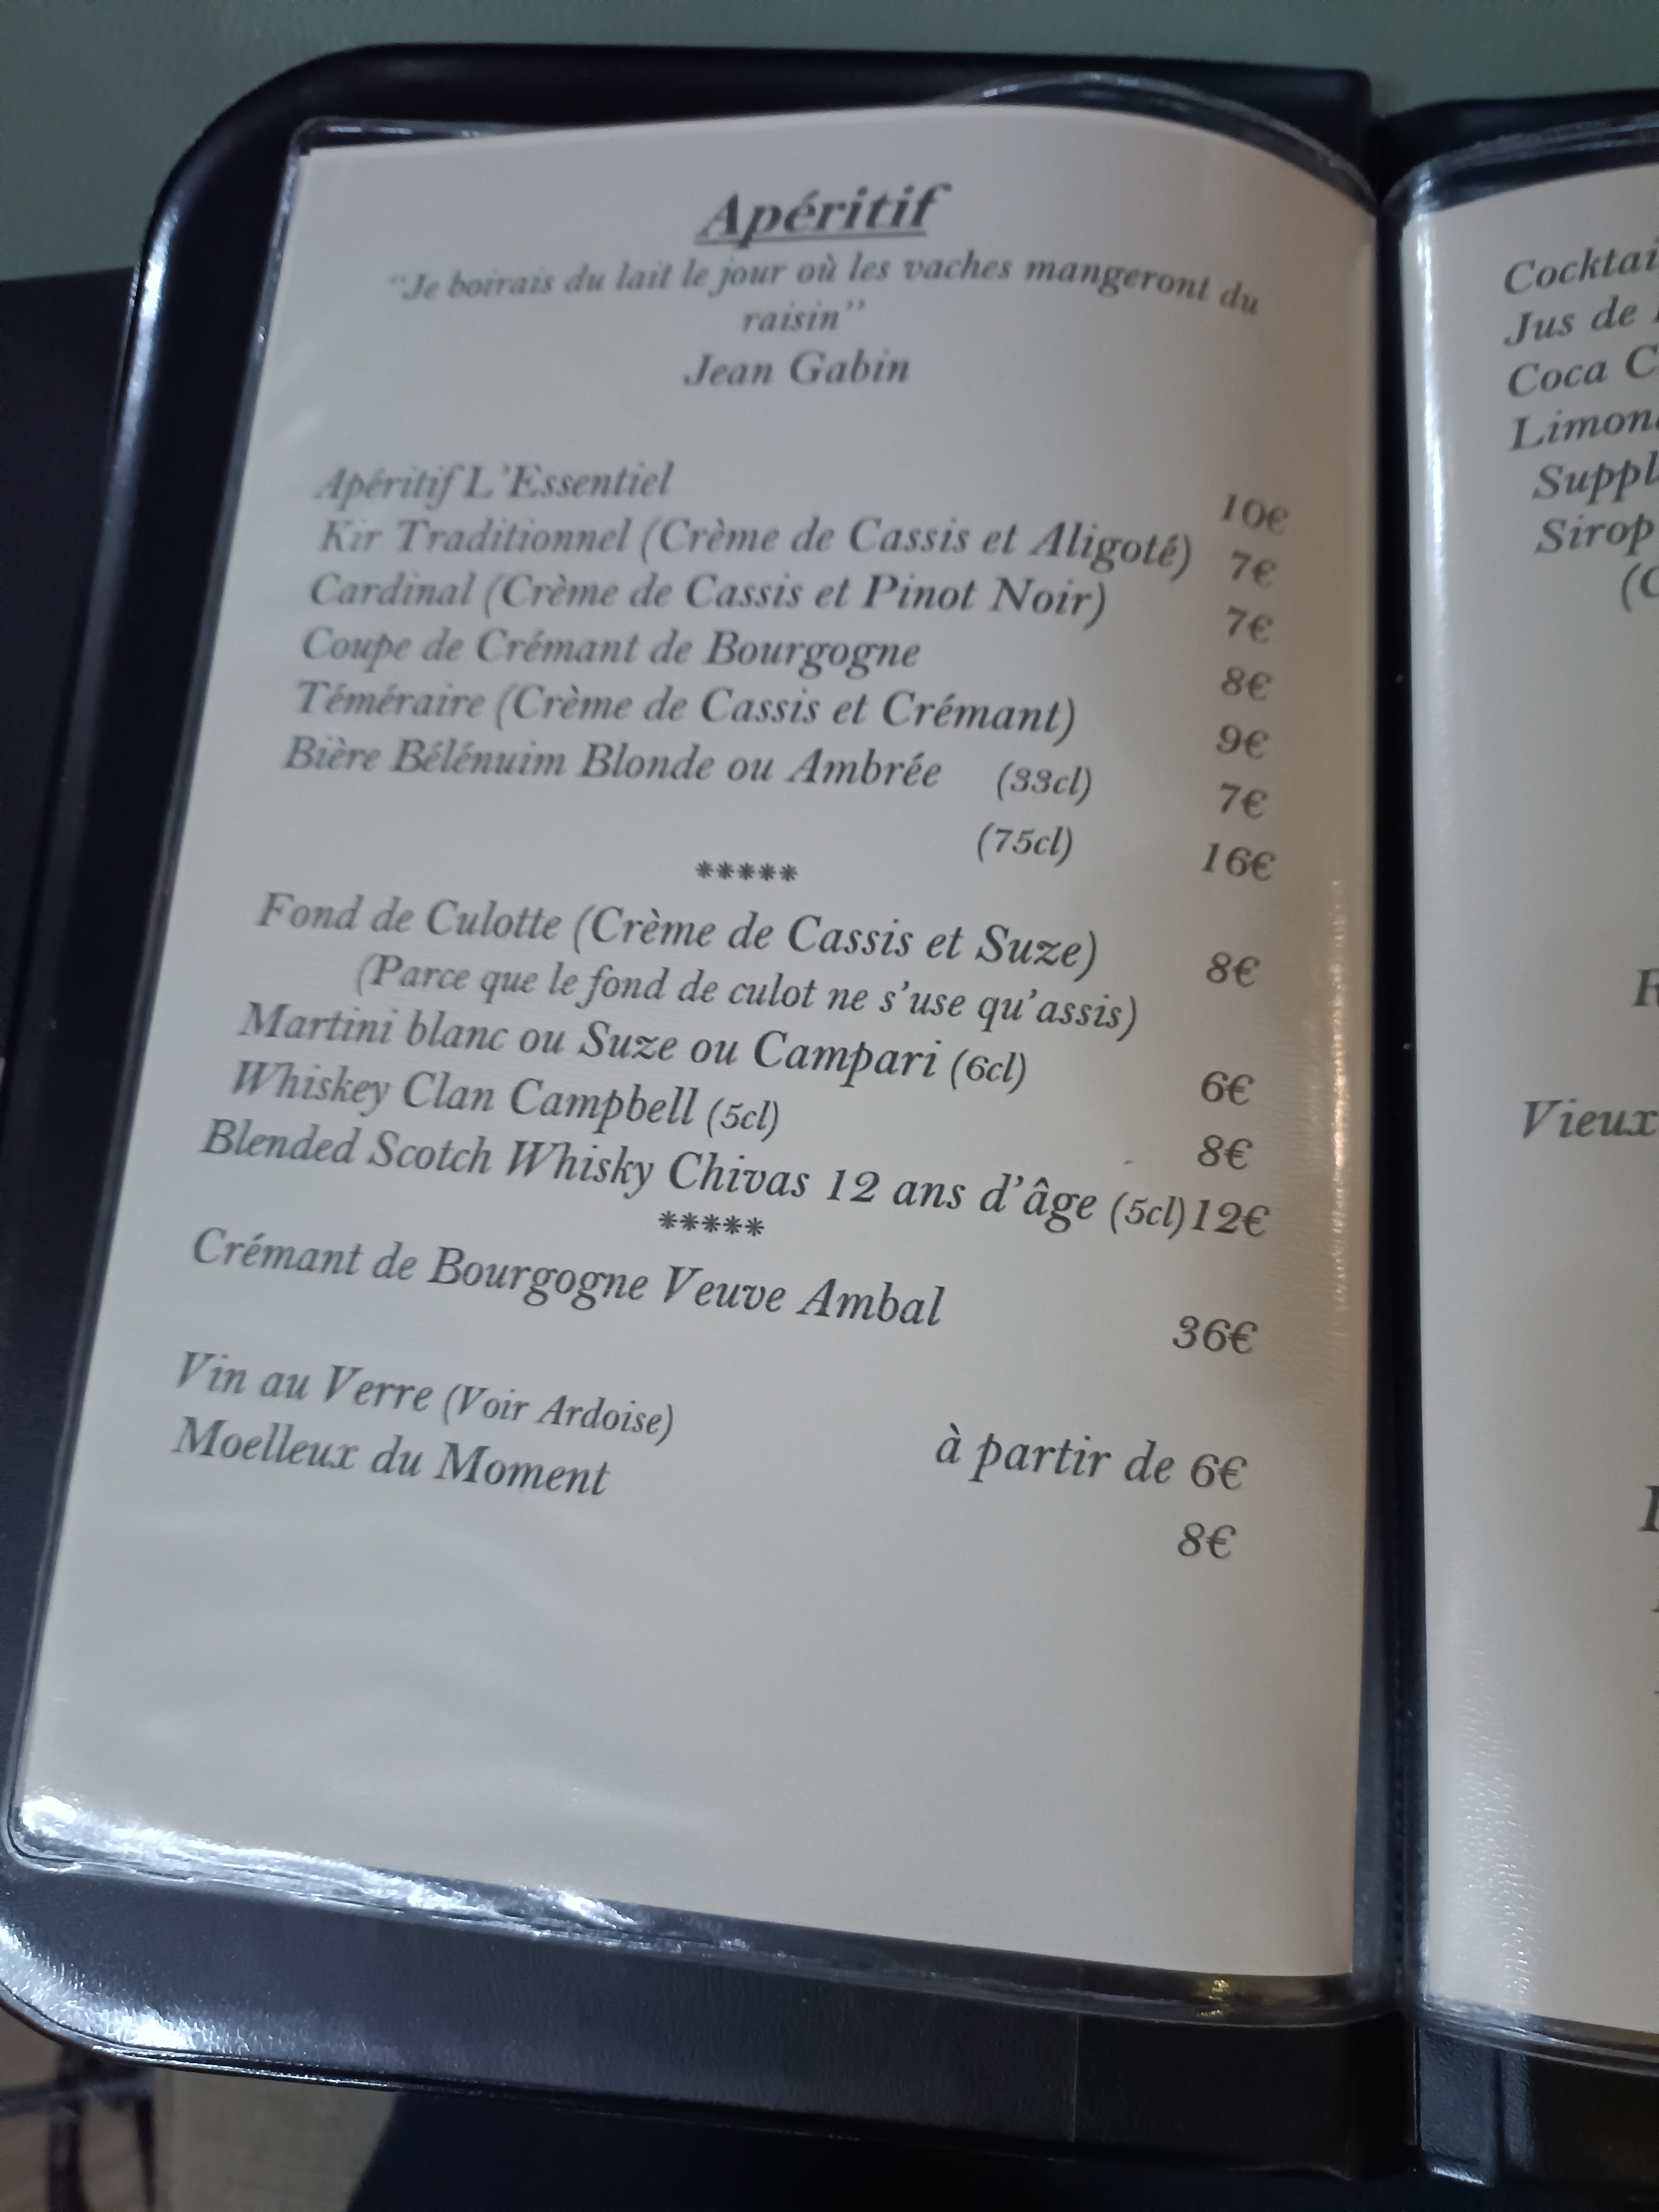 Apéritif
“Je boirais du lait le jour où les vaches mangeront du
raisin”
Jean Gabin
Apéritif L’Essentiel 10€
Kir Traditionnel (Crème de Cassis et Aligoté) 7€
Cardinal (Crème de Cassis et Pinot Noir) 7€
Coupe de Crémant de Bourgogne 8€
Téméraire (Crème de Cassis et Crémant) 9€
Bière Bélénuim Blonde ou Ambrée (33cl) 7€
(75cl) 16€
*****
Fond de Culotte (Crème de Cassis et Suze) 8€
(Parce que le fond de culot ne s’use qu’assis)
Martini blanc ou Suze ou Campari (6cl) 6€
Whiskey Clan Campbell (5cl) 8€
Blended Scotch Whisky Chivas 12 ans d’âge (5cl) 12€
*****
Crémant de Bourgogne Veuve Ambal 36€
Vin au Verre (Voir Ardoise) à partir de 6€
Moelleux du Moment 8€
Jus de
Coca
Sirop
Vieux